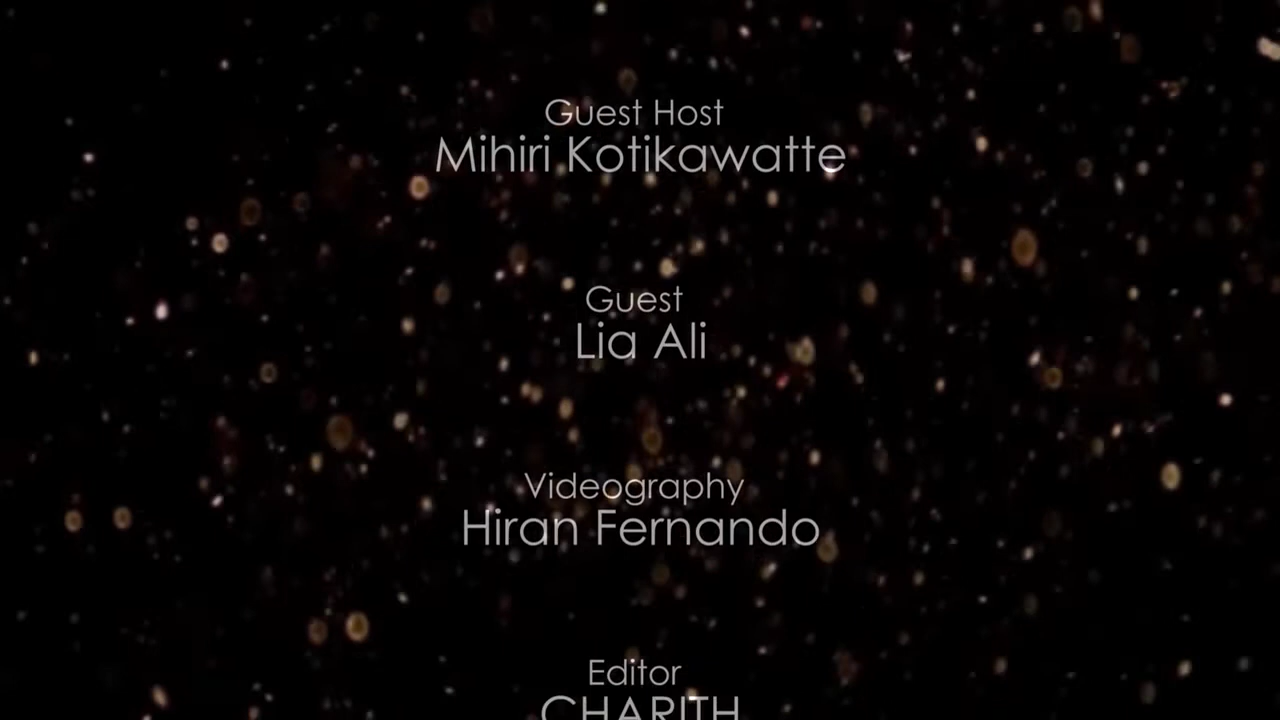 Guest Host
Mihiri Kotikawatte
Guest
Lia Ali
Videography
Hiran Fernando
Editor
CHARITH